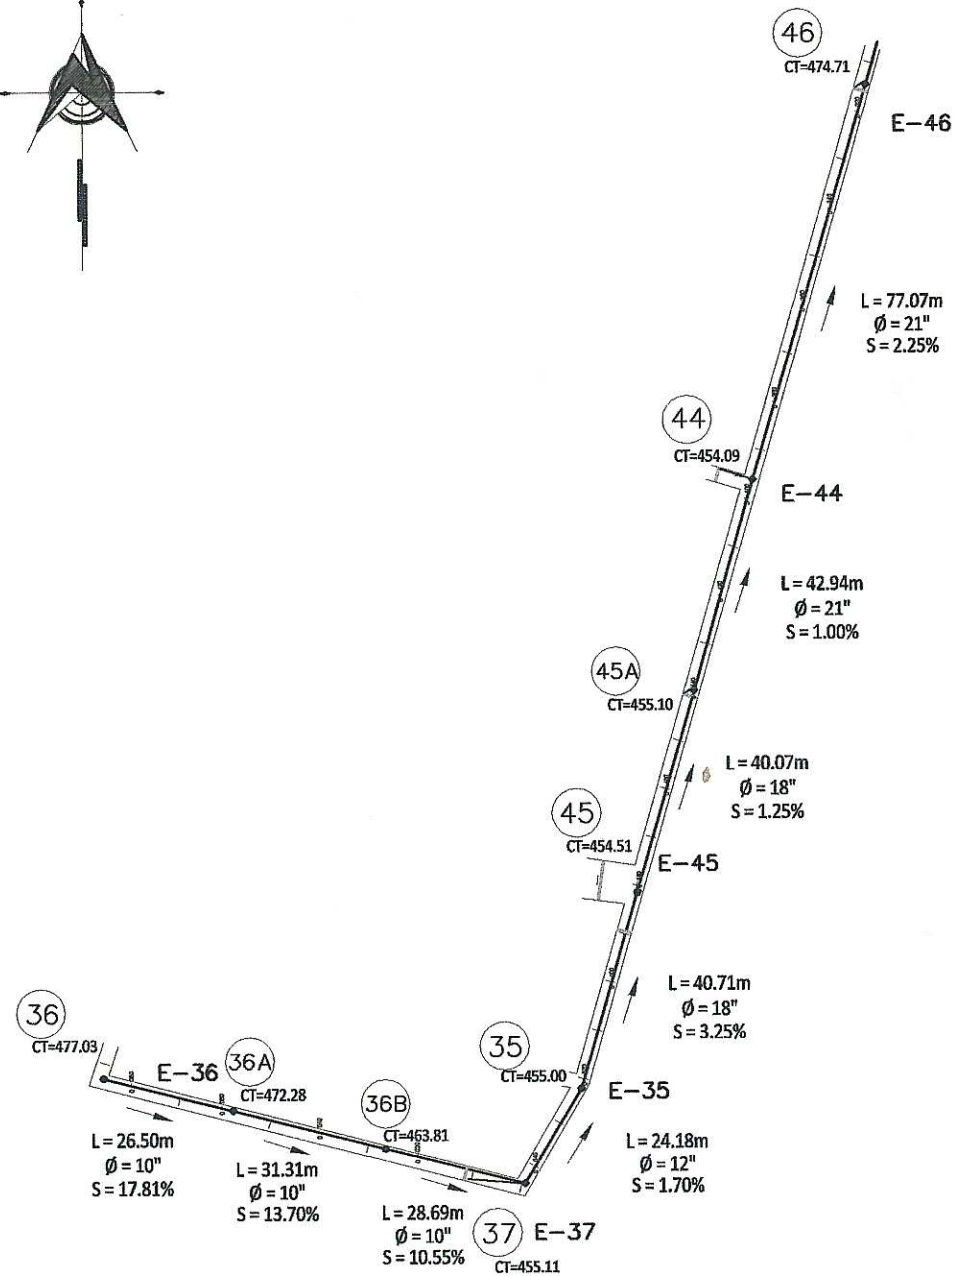 46
CT=474.71
E-46
L = 77.07m
Ø = 21"
S = 2.25%
44
CT=454.09
E-44
L = 42.94m
Ø = 21"
S = 1.00%
45A
CT=455.10
L = 40.07m
Ø = 18"
S = 1.25%
45
CT=454.51
E-45
L = 40.71m
Ø = 18"
S = 3.25%
36
CT=477.03
E-36
36A
CT=472.28
36B
CT=463.81
35
CT=455.00
E-35
L = 26.50m
Ø = 10"
S = 17.81%
L = 31.31m
Ø = 10"
S = 13.70%
L = 28.69m
Ø = 10"
S = 10.55%
L = 24.18m
Ø = 12"
S = 1.70%
37
E-37
CT=455.11